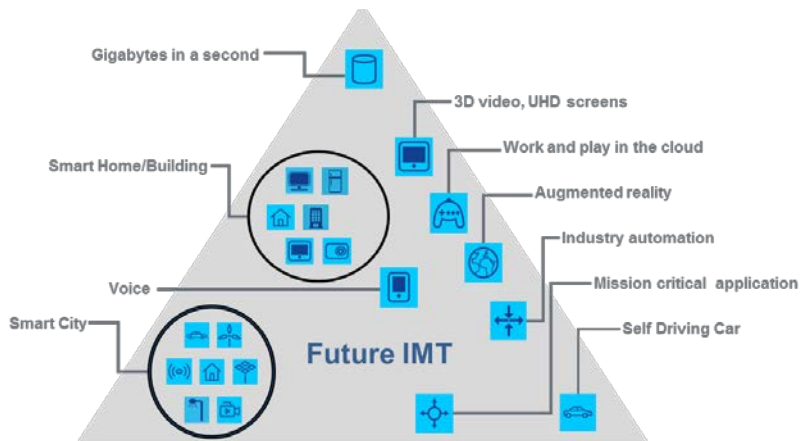 Gigabytes in a second
3D video, UHD screens
Work and play in the cloud
Smart Home/Building
Augmented reality
Industry automation
Mission critical application
Voice
Smart City
Self Driving Car
Future IMT